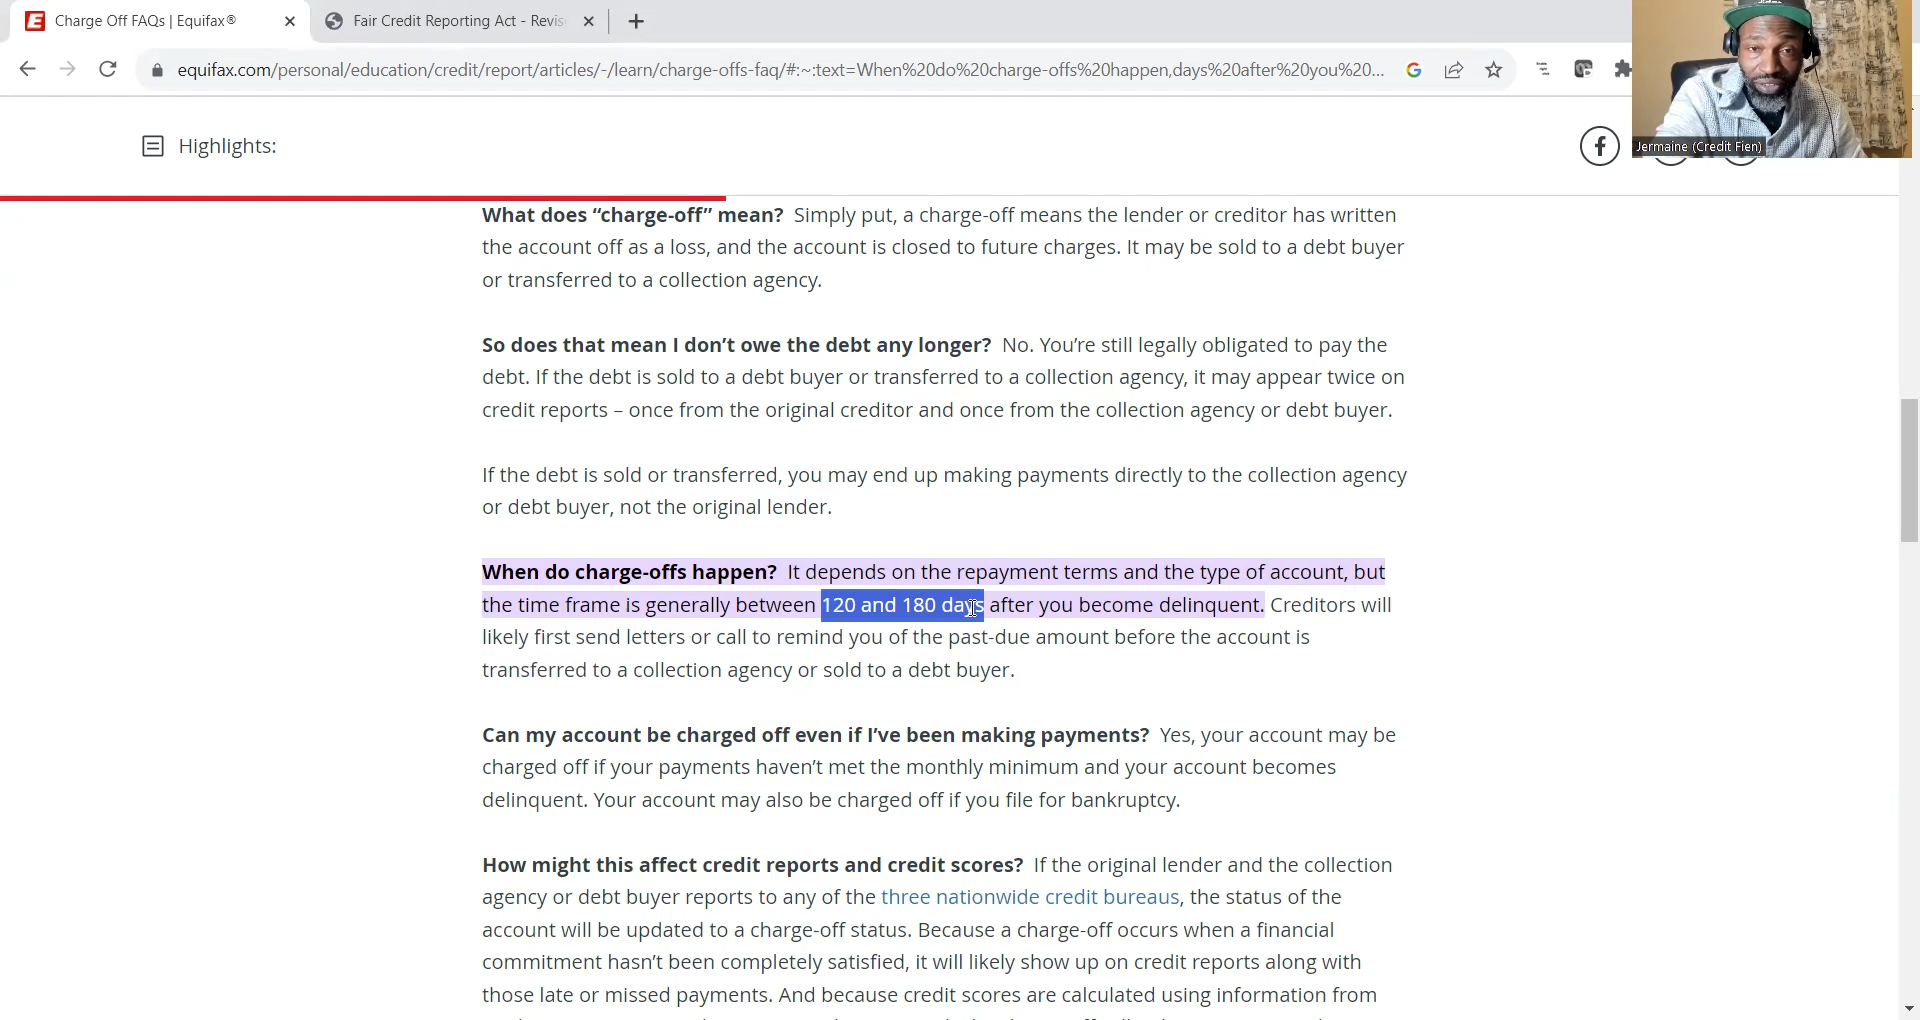 Charge Off FAQs | Equifax®
Fair Credit Reporting Act - Revis
equifax.com/personal/education/credit/report/articles/-/learn/charge-offs-faq/#:~:text=When%20do%20charge-offs%20happen,days%20after%20you%20...
Jermaine (Credit Fien)
Highlights:
What does “charge-off” mean? Simply put, a charge-off means the lender or creditor has written
the account off as a loss, and the account is closed to future charges. It may be sold to a debt buyer
or transferred to a collection agency.
So does that mean I don’t owe the debt any longer? No. You’re still legally obligated to pay the
debt. If the debt is sold to a debt buyer or transferred to a collection agency, it may appear twice on
credit reports – once from the original creditor and once from the collection agency or debt buyer.
If the debt is sold or transferred, you may end up making payments directly to the collection agency
or debt buyer, not the original lender.
When do charge-offs happen? It depends on the repayment terms and the type of account, but
the time frame is generally between 120 and 180 days after you become delinquent. Creditors will
likely first send letters or call to remind you of the past-due amount before the account is
transferred to a collection agency or sold to a debt buyer.
Can my account be charged off even if I’ve been making payments? Yes, your account may be
charged off if your payments haven’t met the monthly minimum and your account becomes
delinquent. Your account may also be charged off if you file for bankruptcy.
How might this affect credit reports and credit scores? If the original lender and the collection
agency or debt buyer reports to any of the three nationwide credit bureaus, the status of the
account will be updated to a charge-off status. Because a charge-off occurs when a financial
commitment hasn’t been completely satisfied, it will likely show up on credit reports along with
those late or missed payments. And because credit scores are calculated using information from